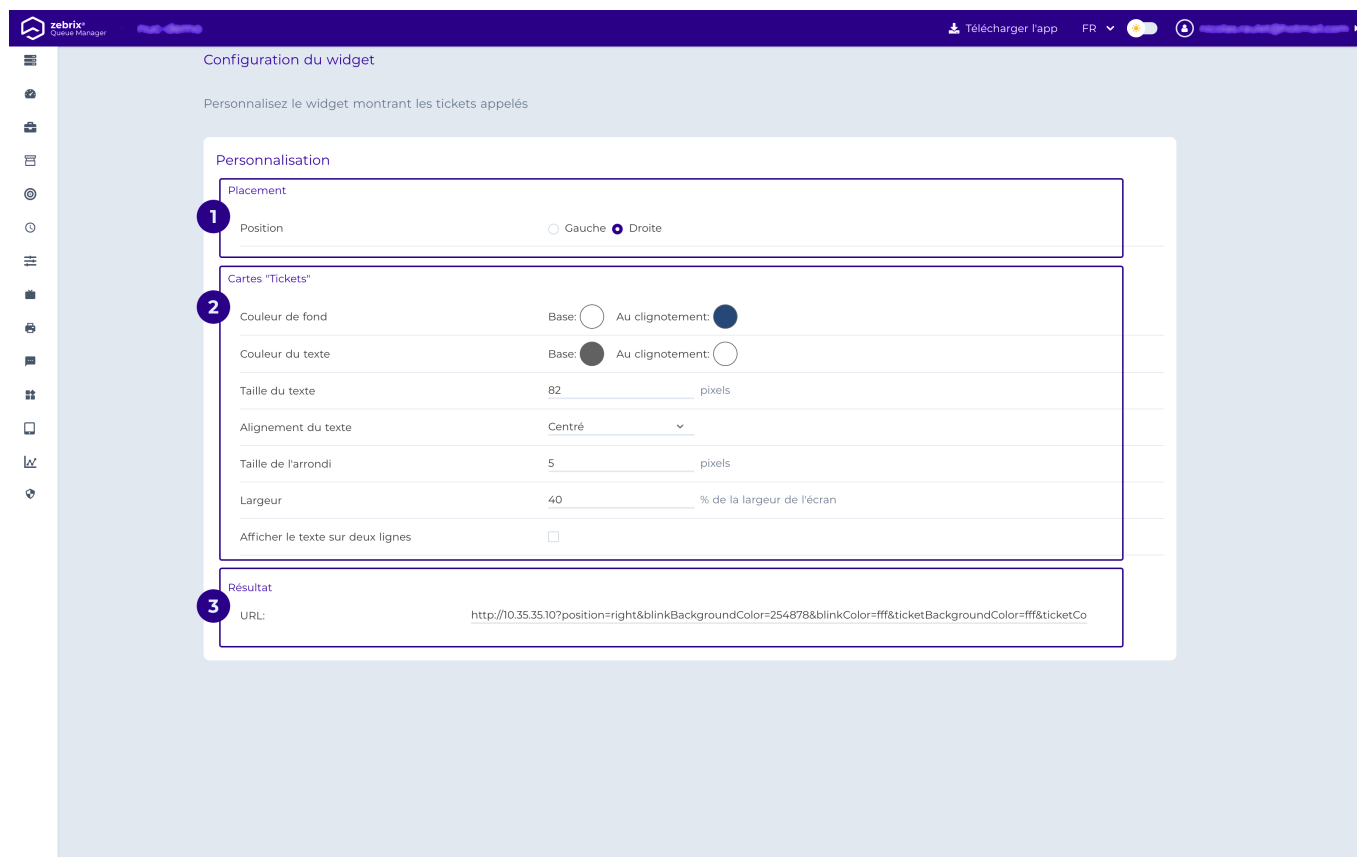 zebrix®
Queue Manager
Télécharger l'app FR
Configuration du widget
Personnalisez le widget montrant les tickets appelés
Personnalisation
Placement
1
Position Gauche Droite
Cartes "Tickets"
2
Couleur de fond Base: Au clignotement:
Couleur du texte Base: Au clignotement:
Taille du texte 82 pixels
Alignement du texte Centré
Taille de l'arrondi 5 pixels
Largeur 40 % de la largeur de l'écran
Afficher le texte sur deux lignes
Résultat
3
URL: http://10.35.35.10?position=right&blinkBackgroundColor=254878&blinkColor=fff&ticketBackgroundColor=fff&ticketCo